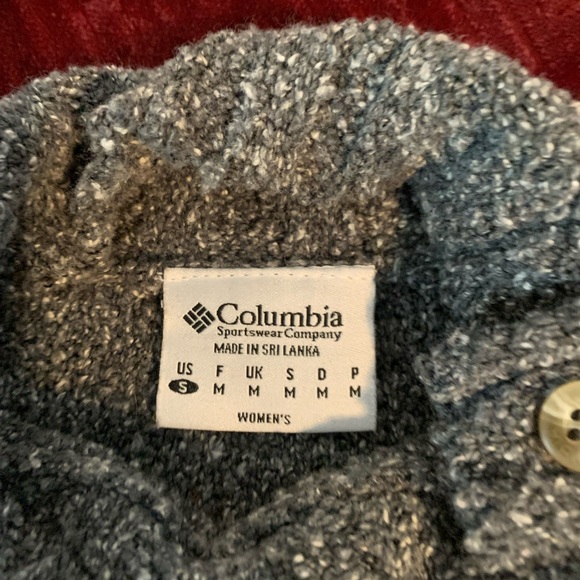 Columbia
Sportswear Company
MADE IN SRI LANKA
US F UK S D P
S M M M M M
WOMEN'S